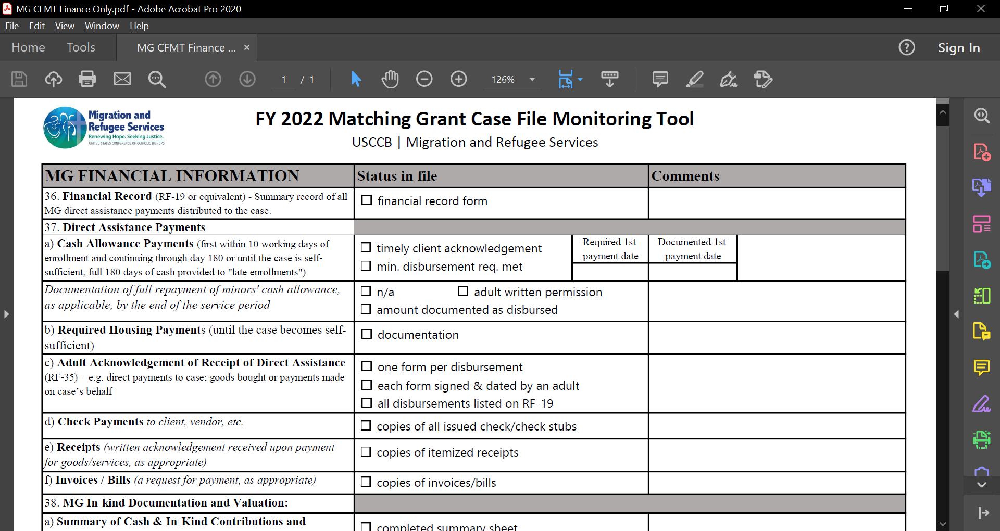 MG CFMT Finance Only.pdf - Adobe Acrobat Pro 2020
File Edit View Window Help
Home Tools MG CFMT Finance ... × Sign In
1 / 1 126%
Migration and
Refugee Services
Renewing Hope. Seeking Justice.
UNITED STATES CONFERENCE OF CATHOLIC BISHOPS
FY 2022 Matching Grant Case File Monitoring Tool
USCCB | Migration and Refugee Services
MG FINANCIAL INFORMATION Status in file Comments
36. Financial Record (RF-19 or equivalent) - Summary record of all
MG direct assistance payments distributed to the case.
financial record form
37. Direct Assistance Payments
a) Cash Allowance Payments (first within 10 working days of
enrollment and continuing through day 180 or until the case is self-
sufficient, full 180 days of cash provided to "late enrollments")
timely client acknowledgement
min. disbursement req. met
Required 1st
payment date
Documented 1st
payment date
Documentation of full repayment of minors' cash allowance,
as applicable, by the end of the service period
n/a adult written permission
amount documented as disbursed
b) Required Housing Payments (until the case becomes self-
sufficient)
documentation
c) Adult Acknowledgement of Receipt of Direct Assistance
(RF-35) – e.g. direct payments to case; goods bought or payments made
on case’s behalf
one form per disbursement
each form signed & dated by an adult
all disbursements listed on RF-19
d) Check Payments to client, vendor, etc.
copies of all issued check/check stubs
e) Receipts (written acknowledgement received upon payment
for goods/services, as appropriate)
copies of itemized receipts
f) Invoices / Bills (a request for payment, as appropriate)
copies of invoices/bills
38. MG In-kind Documentation and Valuation:
a) Summary of Cash & In-Kind Contributions and
completed summary sheet